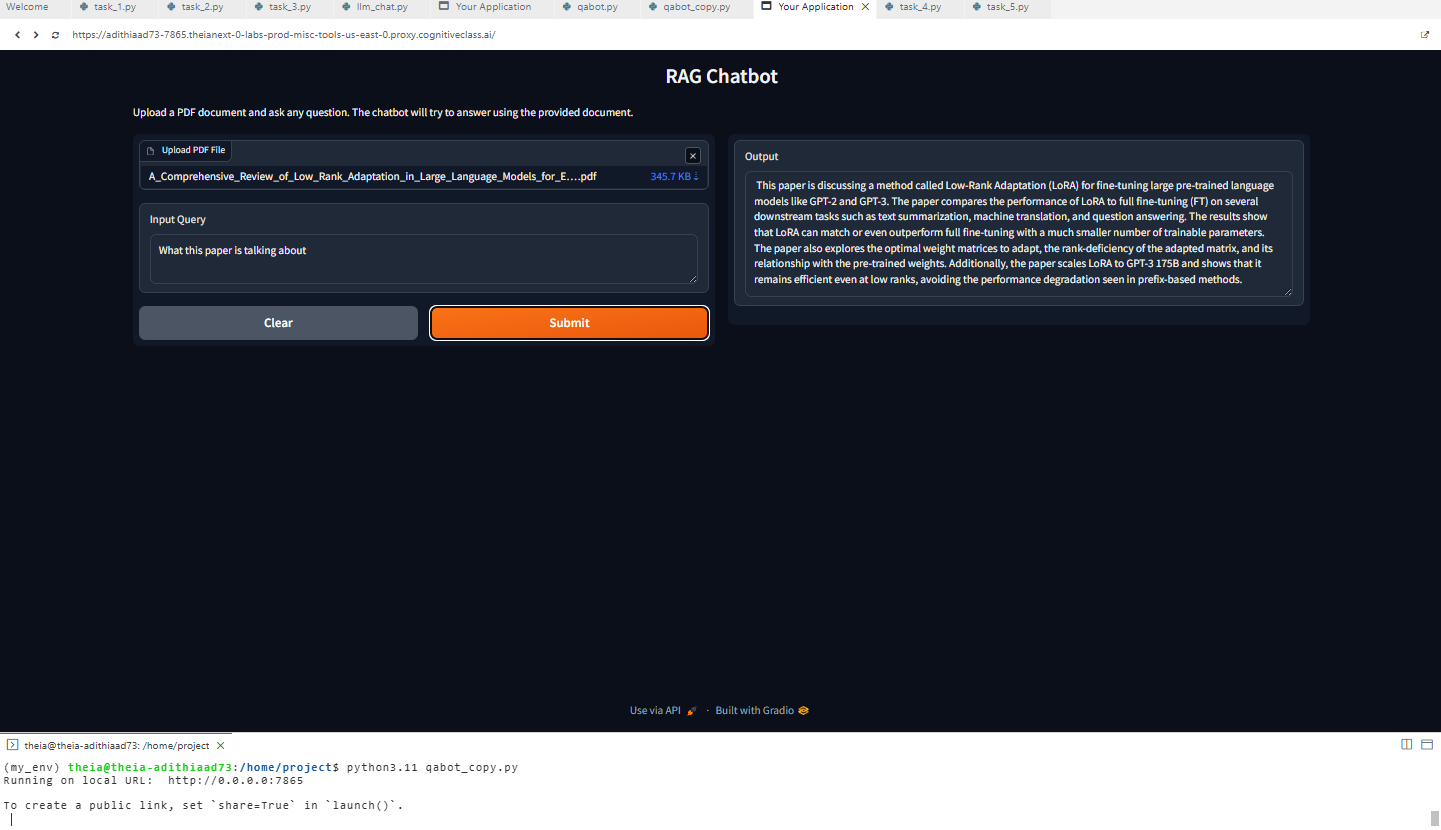 Welcome task_1.py task_2.py task_3.py llm_chat.py Your Application qabot.py qabot_copy.py Your Application task_4.py task_5.py
https://adithiaad73-7865.theianext-0-labs-prod-misc-tools-us-east-0.proxy.cognitiveclass.ai/
RAG Chatbot
Upload a PDF document and ask any question. The chatbot will try to answer using the provided document.
Upload PDF File
A_Comprehensive_Review_of_Low_Rank_Adaptation_in_Large_Language_Models_for_E....pdf 345.7 KB ↓
Input Query
What this paper is talking about
Clear Submit
Output
This paper is discussing a method called Low-Rank Adaptation (LoRA) for fine-tuning large pre-trained language
models like GPT-2 and GPT-3. The paper compares the performance of LoRA to full fine-tuning (FT) on several
downstream tasks such as text summarization, machine translation, and question answering. The results show
that LoRA can match or even outperform full fine-tuning with a much smaller number of trainable parameters.
The paper also explores the optimal weight matrices to adapt, the rank-deficiency of the adapted matrix, and its
relationship with the pre-trained weights. Additionally, the paper scales LoRA to GPT-3 175B and shows that it
remains efficient even at low ranks, avoiding the performance degradation seen in prefix-based methods.
Use via API · Built with Gradio
theia@theia-adithiaad73: /home/project
(my_env) theia@theia-adithiaad73:/home/project$ python3.11 qabot_copy.py
Running on local URL:  http://0.0.0.0:7865
To create a public link, set `share=True` in `launch()`.